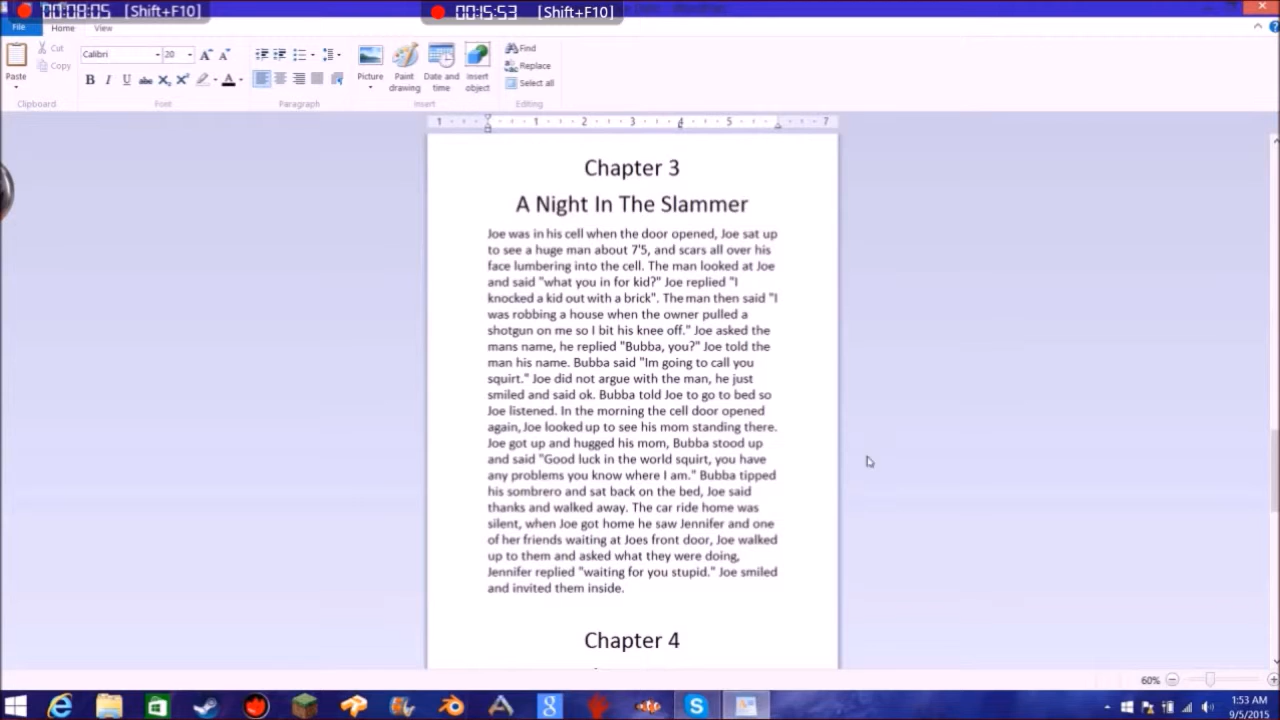 00:08:05 [Shift+F10]
00:15:53 [Shift+F10]
File Home View
Paste
Cut
Copy
Clipboard
Calibri 20
B I U abc X₂ X² A
Font
Paragraph
Picture
Paint drawing
Date and time
Insert object
Insert
Find
Replace
Select all
Editing
1 1 2 3 4 5 7
Chapter 3
A Night In The Slammer
Joe was in his cell when the door opened, Joe sat up
to see a huge man about 7'5, and scars all over his
face lumbering into the cell. The man looked at Joe
and said "what you in for kid?" Joe replied "I
knocked a kid out with a brick". The man then said "I
was robbing a house when the owner pulled a
shotgun on me so I bit his knee off." Joe asked the
mans name, he replied "Bubba, you?" Joe told the
man his name. Bubba said "Im going to call you
squirt." Joe did not argue with the man, he just
smiled and said ok. Bubba told Joe to go to bed so
Joe listened. In the morning the cell door opened
again, Joe looked up to see his mom standing there.
Joe got up and hugged his mom, Bubba stood up
and said "Good luck in the world squirt, you have
any problems you know where I am." Bubba tipped
his sombrero and sat back on the bed, Joe said
thanks and walked away. The car ride home was
silent, when Joe got home he saw Jennifer and one
of her friends waiting at Joes front door, Joe walked
up to them and asked what they were doing,
Jennifer replied "waiting for you stupid." Joe smiled
and invited them inside.
Chapter 4
60%
1:53 AM
9/5/2015